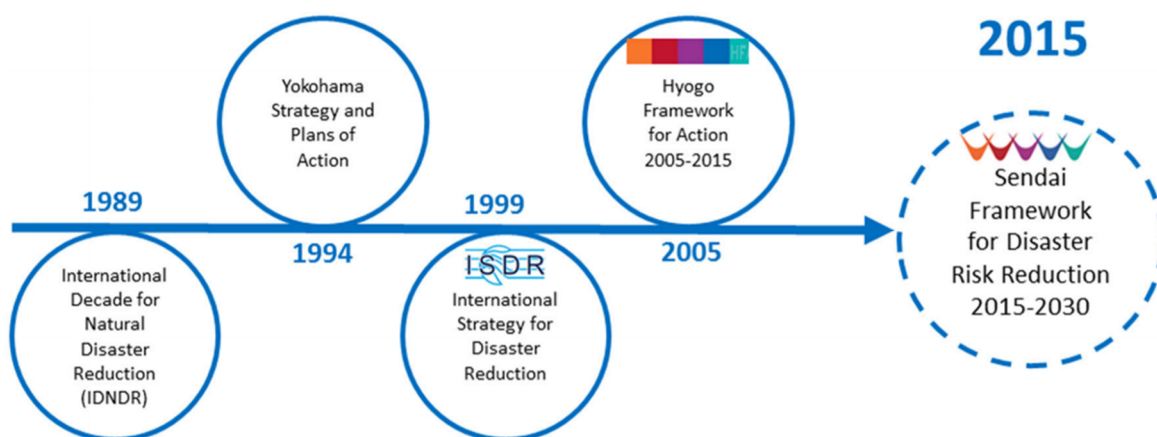 2015
HF
Yokohama
Strategy and
Plans of
Action
Hyogo
Framework
for Action
2005-2015
Sendai
Framework
for Disaster
Risk Reduction
2015-2030
1989
1999
1994
2005
International
Decade for
Natural
Disaster
Reduction
(IDNDR)
ISDR
International
Strategy for
Disaster
Reduction